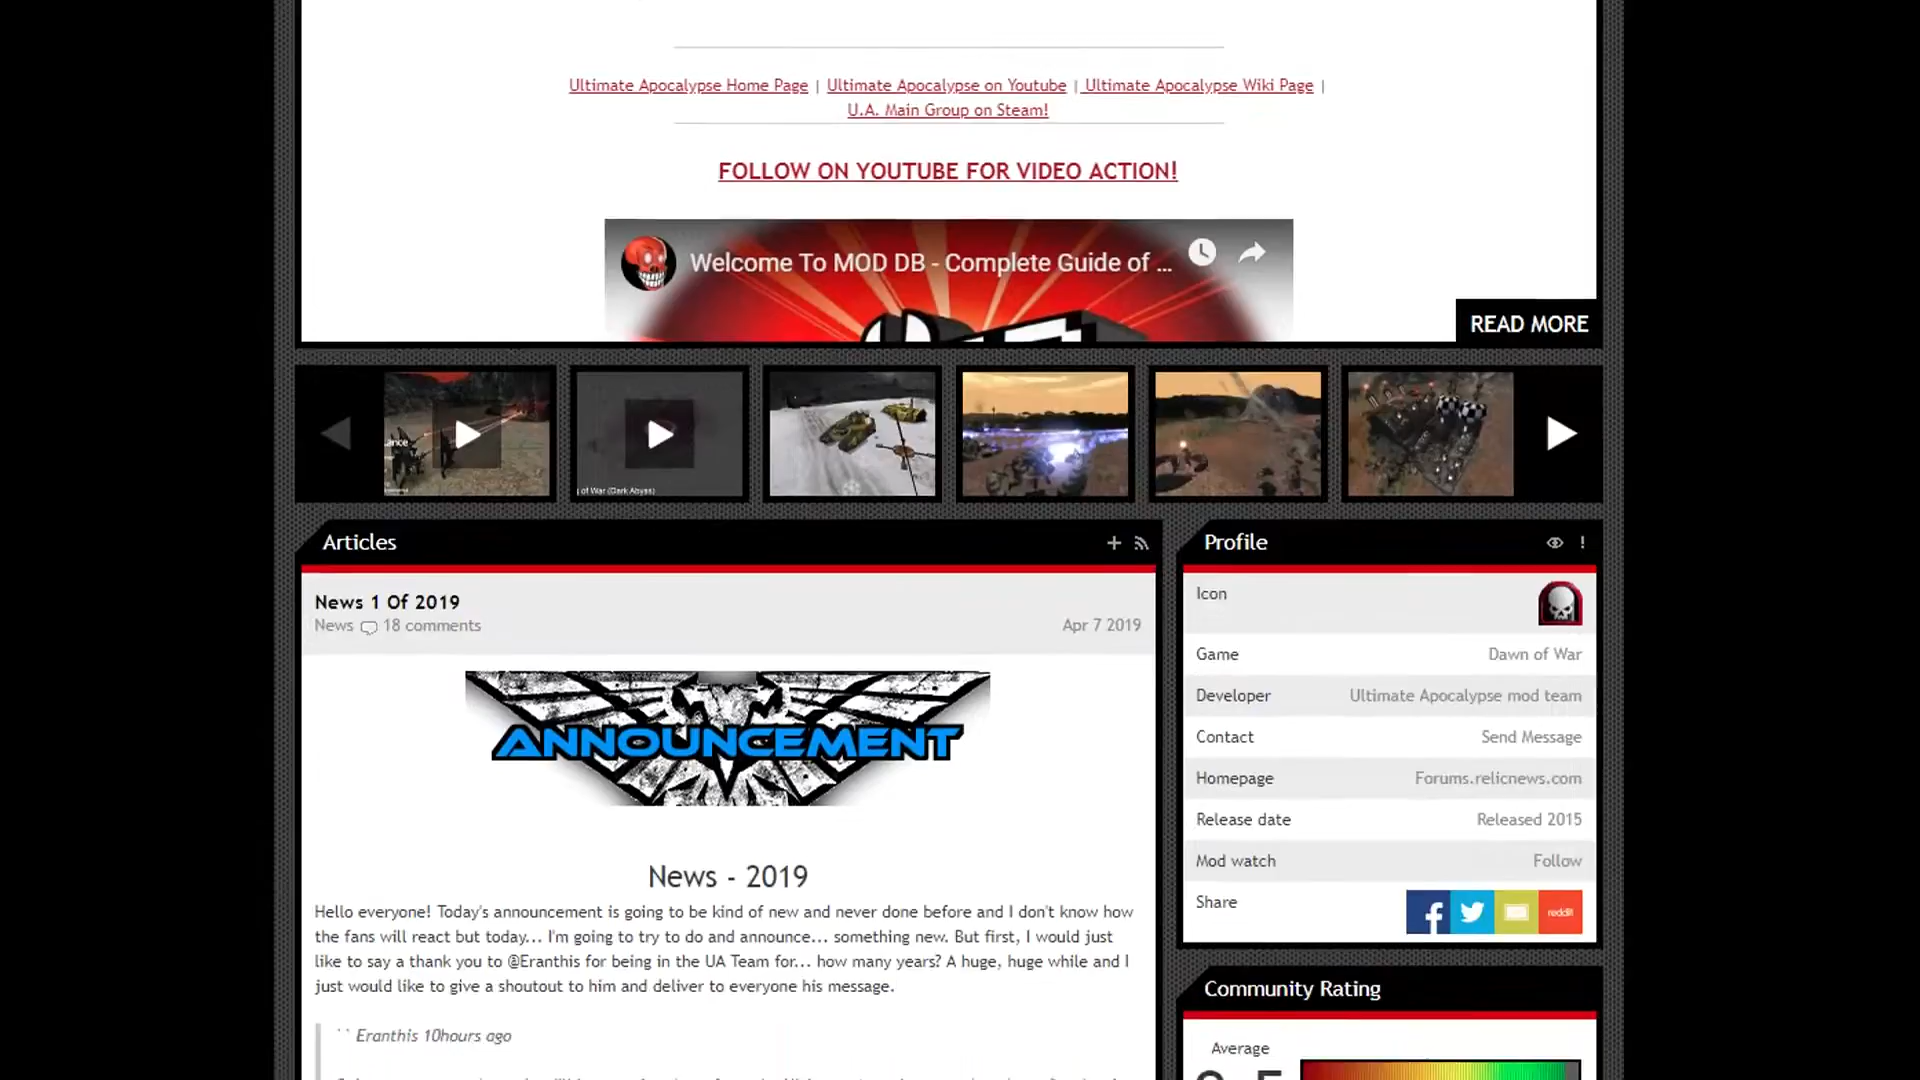 Ultimate Apocalypse Home Page | Ultimate Apocalypse on Youtube | Ultimate Apocalypse Wiki Page |
U.A. Main Group on Steam!
FOLLOW ON YOUTUBE FOR VIDEO ACTION!
Welcome To MOD DB - Complete Guide of ...
READ MORE
of War (Dark Abyss)
Articles
News 1 Of 2019
News 18 comments
Apr 7 2019
ANNOUNCEMENT
News - 2019
Hello everyone! Today's announcement is going to be kind of new and never done before and I don't know how
the fans will react but today... I'm going to try to do and announce... something new. But first, I would just
like to say a thank you to @Eranthis for being in the UA Team for... how many years? A huge, huge while and I
just would like to give a shoutout to him and deliver to everyone his message.
`` Eranthis 10hours ago
Profile
Icon
Game Dawn of War
Developer Ultimate Apocalypse mod team
Contact Send Message
Homepage Forums.relicnews.com
Release date Released 2015
Mod watch Follow
Share
reddit
Community Rating
Average